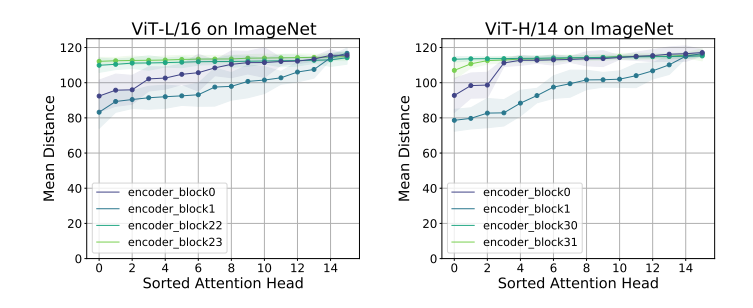 ViT-L/16 on ImageNet
120
100
80
60
40
20
0
Mean Distance
encoder_block0
encoder_block1
encoder_block22
encoder_block23
0 2 4 6 8 10 12 14
Sorted Attention Head
ViT-H/14 on ImageNet
120
100
80
60
40
20
0
Mean Distance
encoder_block0
encoder_block1
encoder_block30
encoder_block31
0 2 4 6 8 10 12 14
Sorted Attention Head